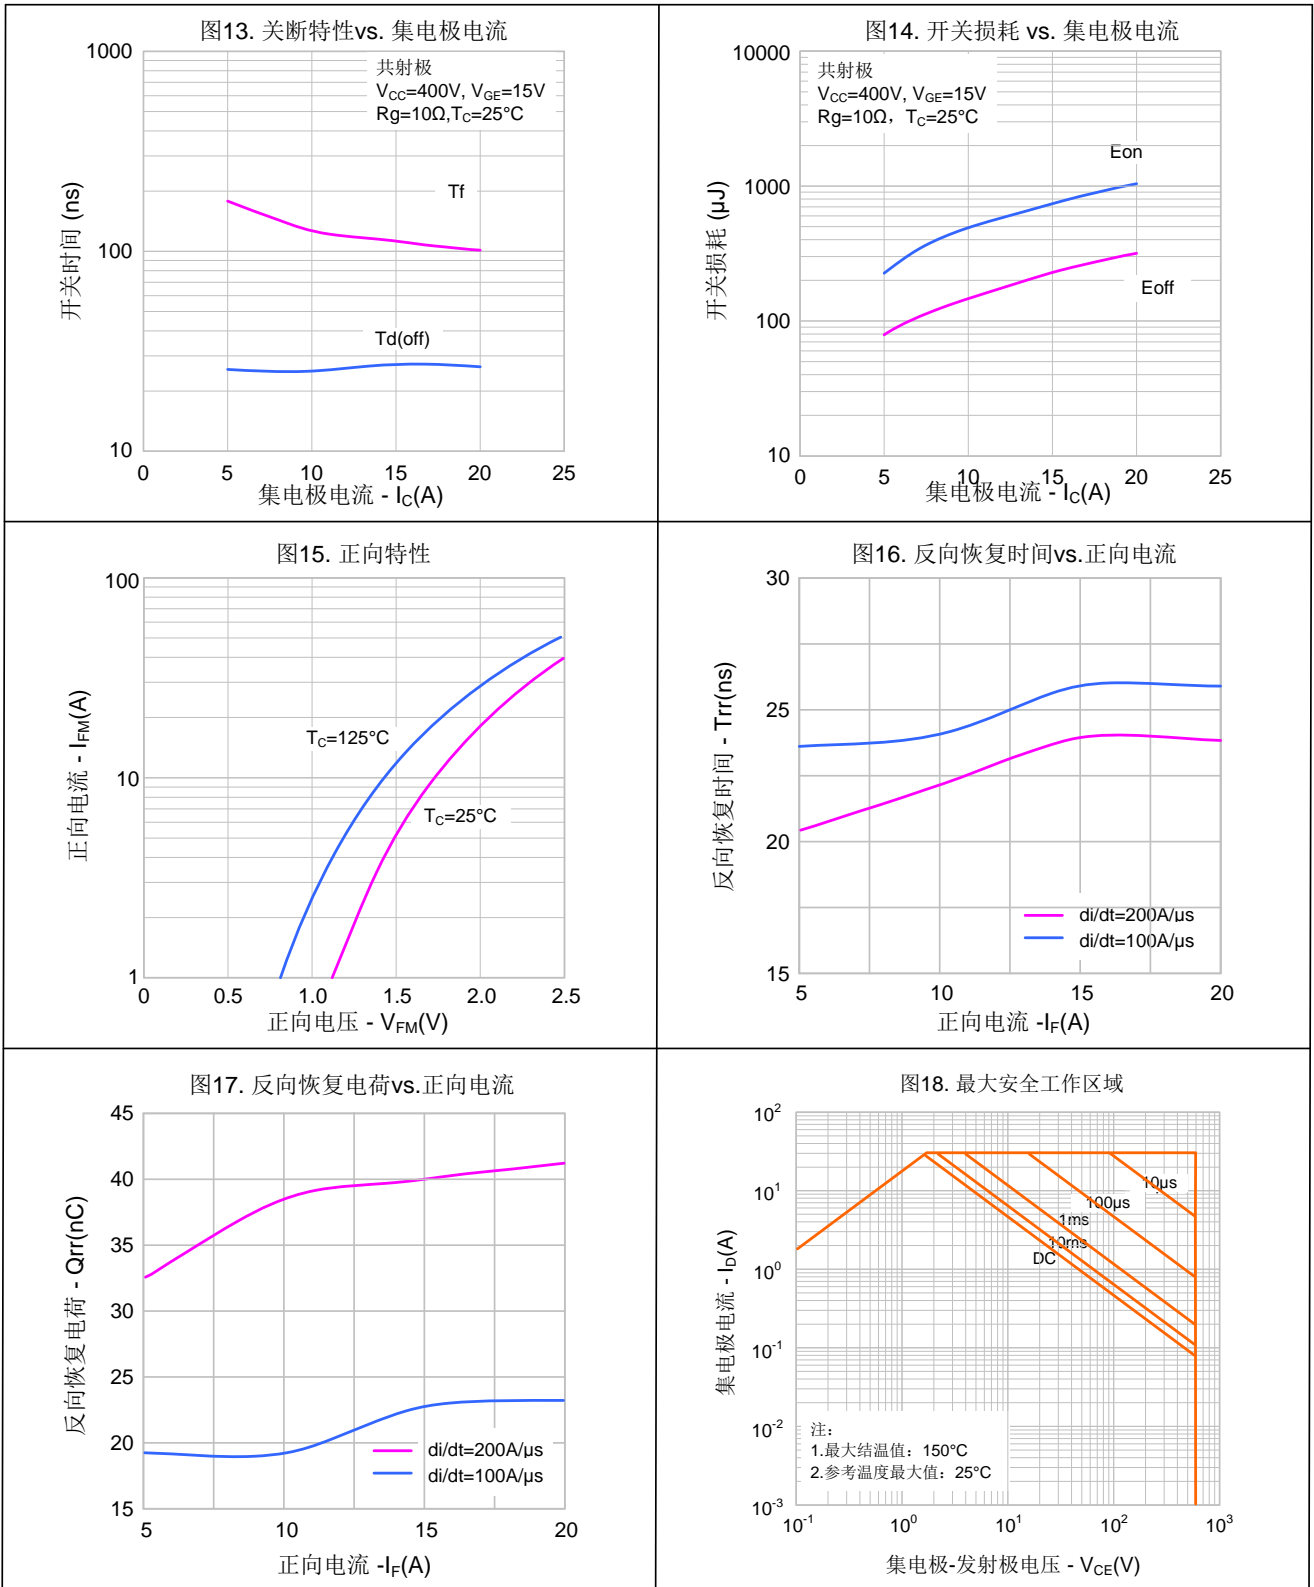 图13. 关断特性vs. 集电极电流
共射极
VCC=400V, VGE=15V
Rg=10Ω,TC=25°C
开关时间 (ns)
1000
100
10
Tf
Td(off)
0 5 10 15 20 25
集电极电流 - IC(A)
图14. 开关损耗 vs. 集电极电流
共射极
VCC=400V, VGE=15V
Rg=10Ω， TC=25°C
开关损耗 (µJ)
10000
1000
100
10
Eon
Eoff
0 5 10 15 20 25
集电极电流 - IC(A)
图15. 正向特性
正向电流 - IFM(A)
100
10
1
TC=125°C
TC=25°C
0 0.5 1.0 1.5 2.0 2.5
正向电压 - VFM(V)
图16. 反向恢复时间vs.正向电流
反向恢复时间 - Trr(ns)
30
25
20
15
di/dt=200A/µs
di/dt=100A/µs
5 10 15 20
正向电流 -IF(A)
图17. 反向恢复电荷vs.正向电流
反向恢复电荷 - Qrr(nC)
45
40
35
30
25
20
15
di/dt=200A/µs
di/dt=100A/µs
5 10 15 20
正向电流 -IF(A)
图18. 最大安全工作区域
集电极电流 - ID(A)
10²
10¹
10⁰
10⁻¹
10⁻²
10⁻³
10µs
100µs
1ms
10ms
DC
注：
1.最大结温值：150°C
2.参考温度最大值：25°C
10⁻¹ 10⁰ 10¹ 10² 10³
集电极-发射极电压 - VCE(V)